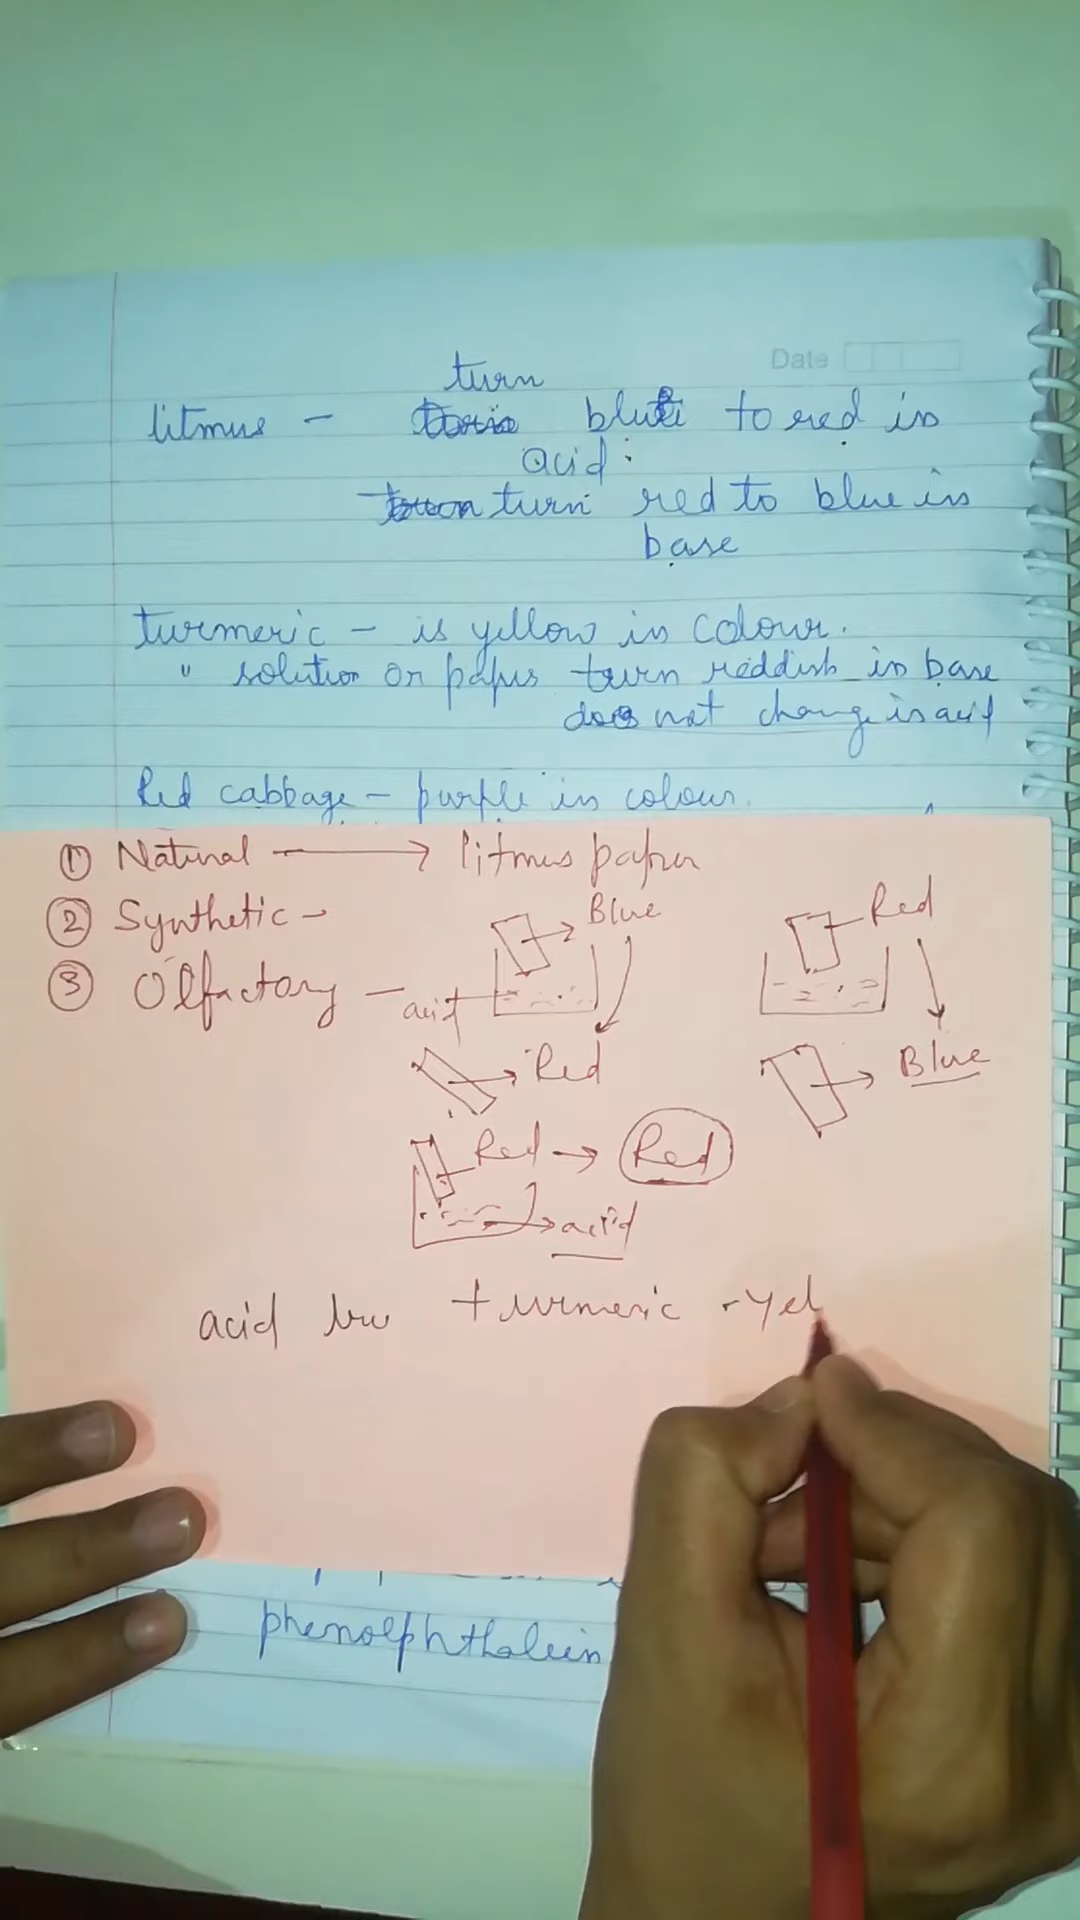 Date
turn
litmus - blue to red in
acid.
turn red to blue in
base
turmeric - is yellow in colour.
" solution or paper turn reddish in base
does not change in acid
Red cabbage - purple in colour.
① Natural → litmus paper
② Synthetic -
→ Blue
Red
③ Olfactory -
acid
→ Red
→ Blue
Red → Red
→ acid
acid turmeric - yel
phenolphthalein